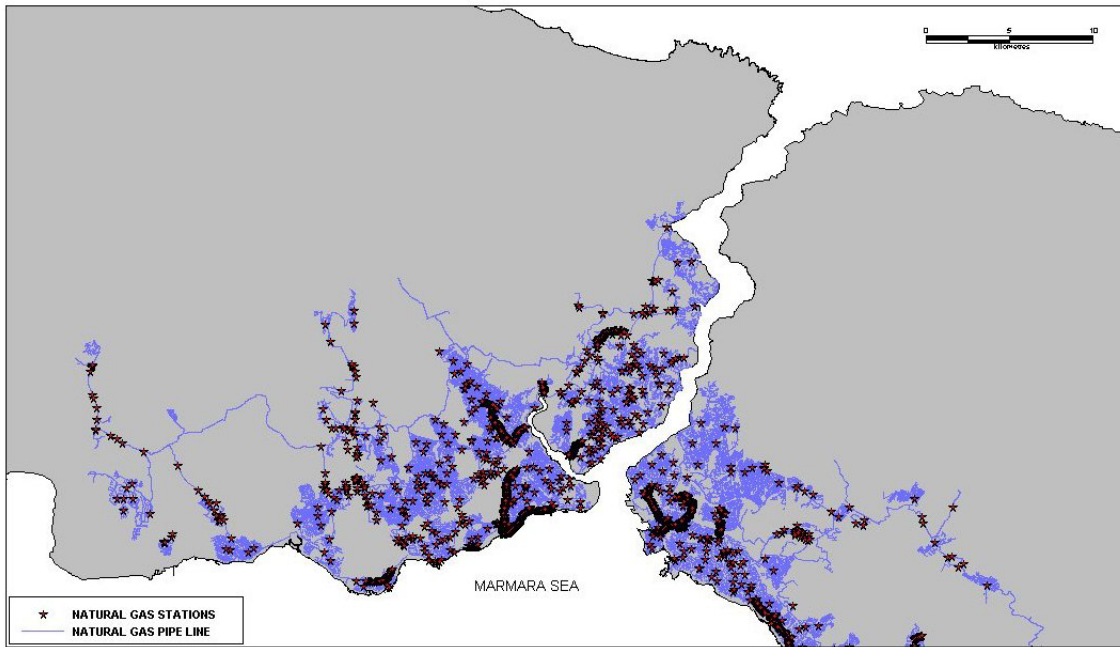 0 5 10
kilometres
MARMARA SEA
NATURAL GAS STATIONS
NATURAL GAS PIPE LINE